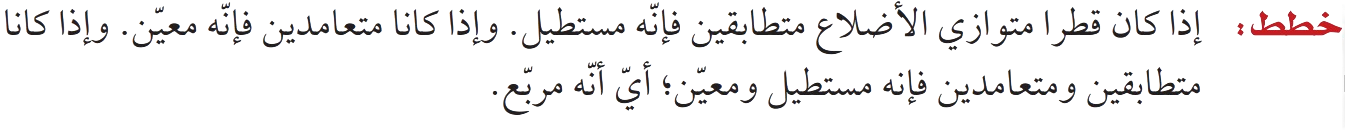 خطط: إذا كان قطرا متوازي الأضلاع متطابقين فإنّه مستطيل. وإذا كانا متعامدين فإنّه معيّن. وإذا كانا
متطابقين ومتعامدين فإنه مستطيل ومعيّن؛ أيّ أنّه مربّع.